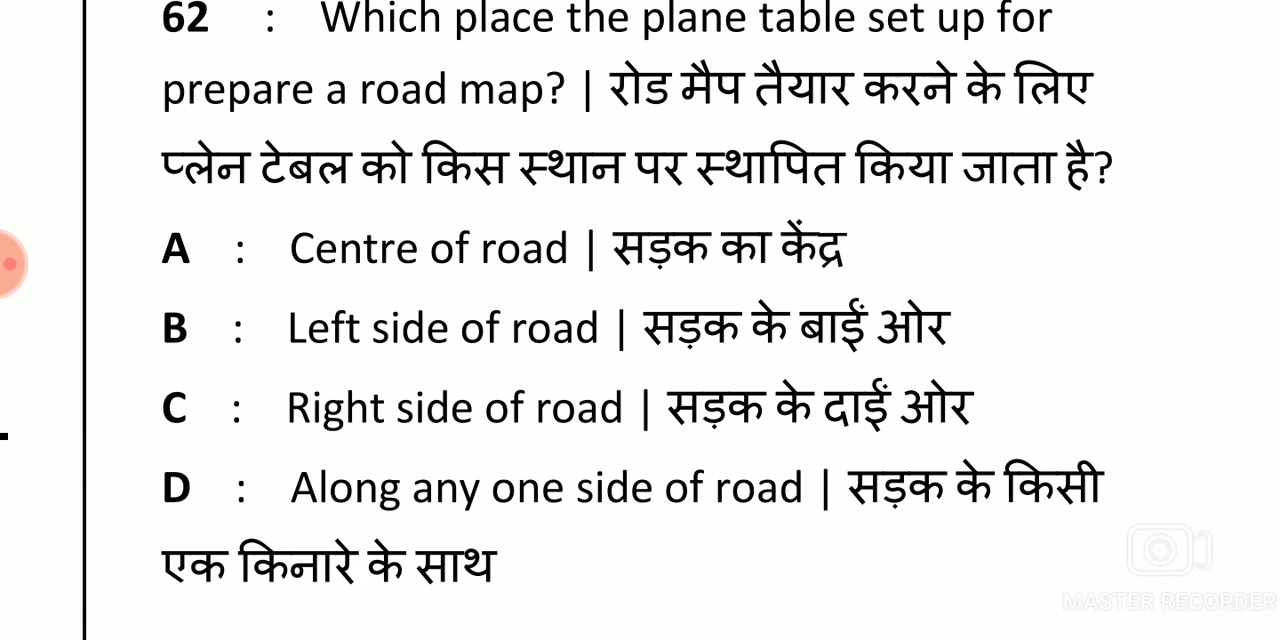 62 : Which place the plane table set up for
prepare a road map? | रोड मैप तैयार करने के लिए
प्लेन टेबल को किस स्थान पर स्थापित किया जाता है?
A : Centre of road | सड़क का केंद्र
B : Left side of road | सड़क के बाईं ओर
C : Right side of road | सड़क के दाईं ओर
D : Along any one side of road | सड़क के किसी
एक किनारे के साथ
MASTER RECORDER